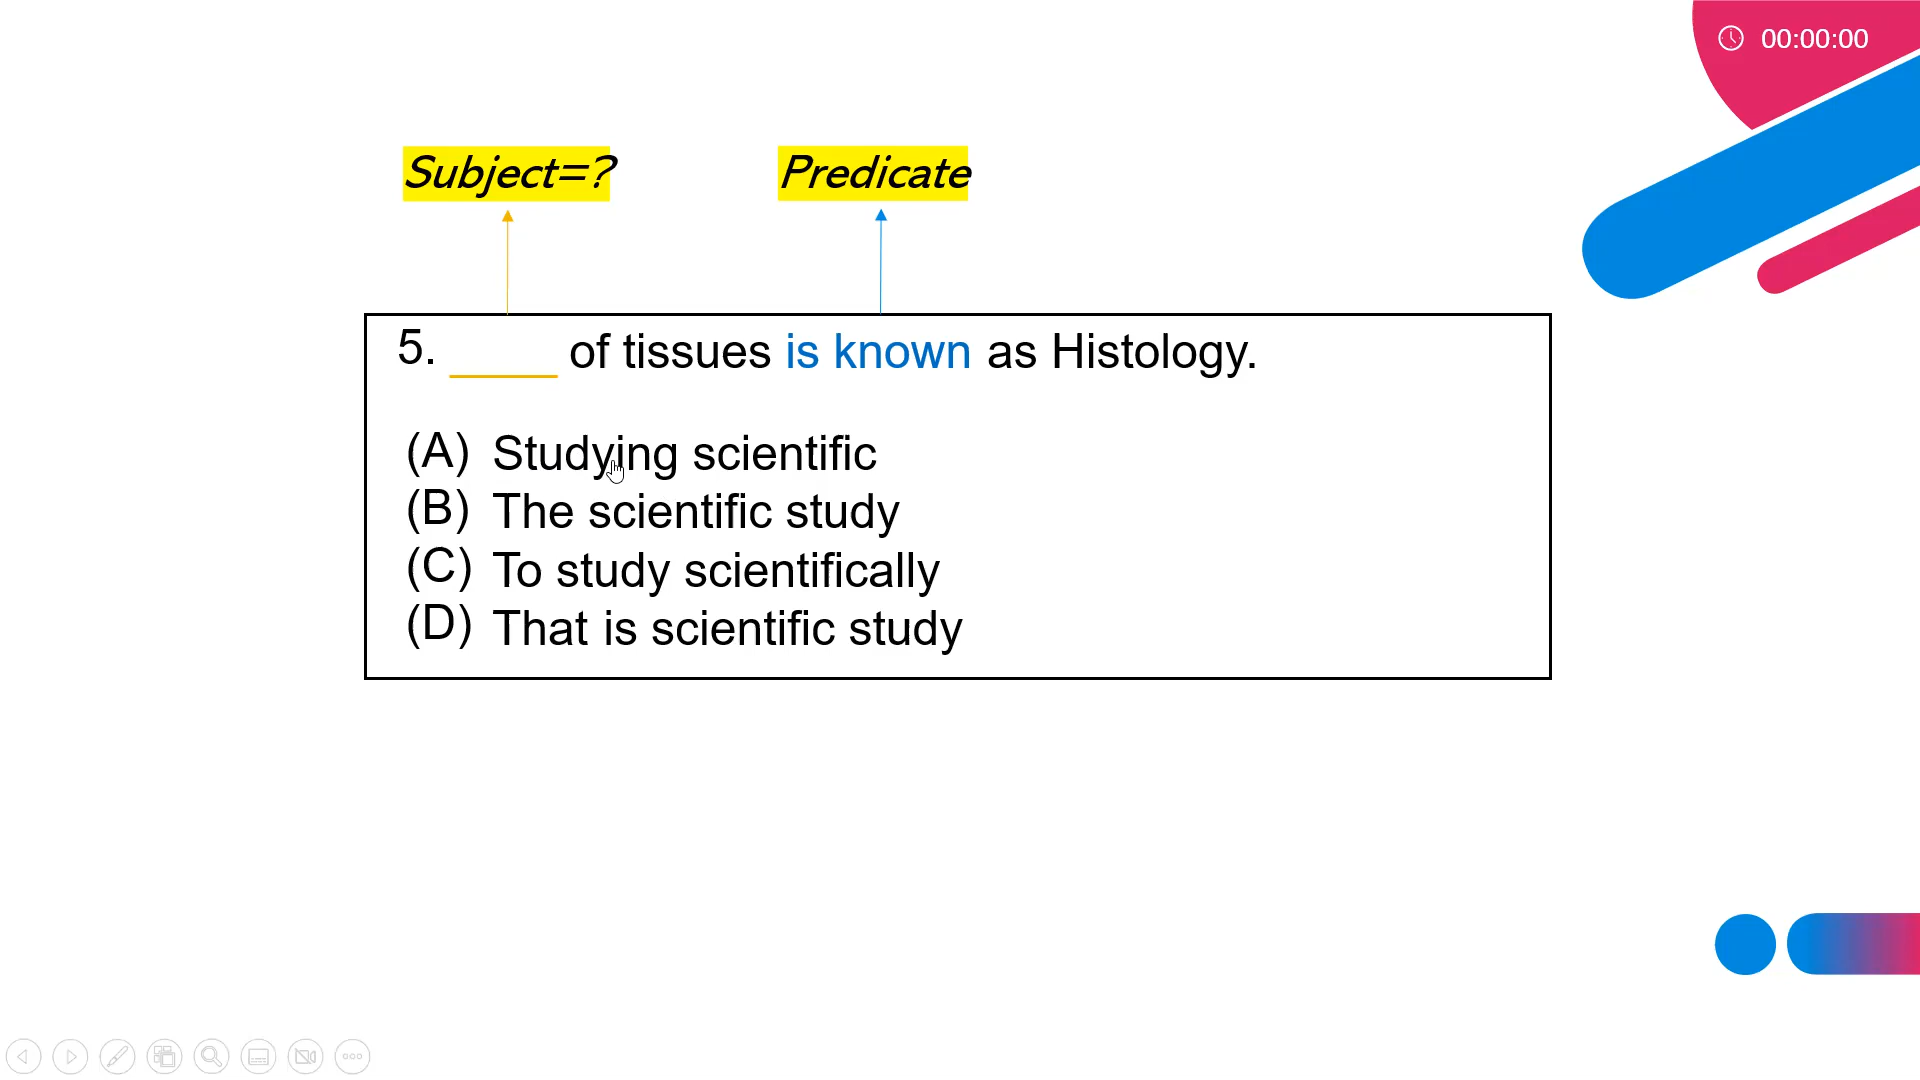 00:00:00
Subject=? Predicate
5. ____ of tissues is known as Histology.
(A) Studying scientific
(B) The scientific study
(C) To study scientifically
(D) That is scientific study